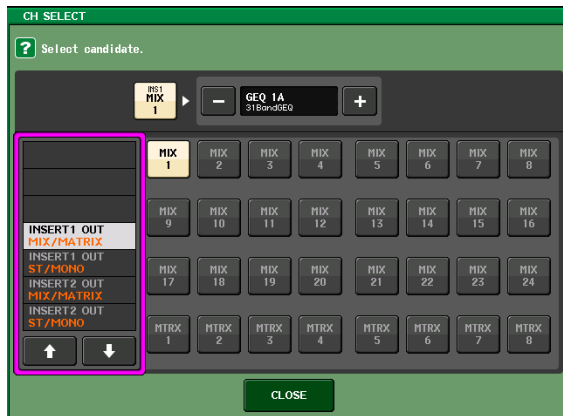 CH SELECT
? Select candidate.
INS1
MIX
1
− GEQ 1A +
31BandGEQ
INSERT1 OUT
MIX/MATRIX
INSERT1 OUT
ST/MONO
INSERT2 OUT
MIX/MATRIX
INSERT2 OUT
ST/MONO
MIX MIX MIX MIX MIX MIX MIX MIX
1 2 3 4 5 6 7 8
MIX MIX MIX MIX MIX MIX MIX MIX
9 10 11 12 13 14 15 16
MIX MIX MIX MIX MIX MIX MIX MIX
17 18 19 20 21 22 23 24
MTRX MTRX MTRX MTRX MTRX MTRX MTRX MTRX
1 2 3 4 5 6 7 8
CLOSE